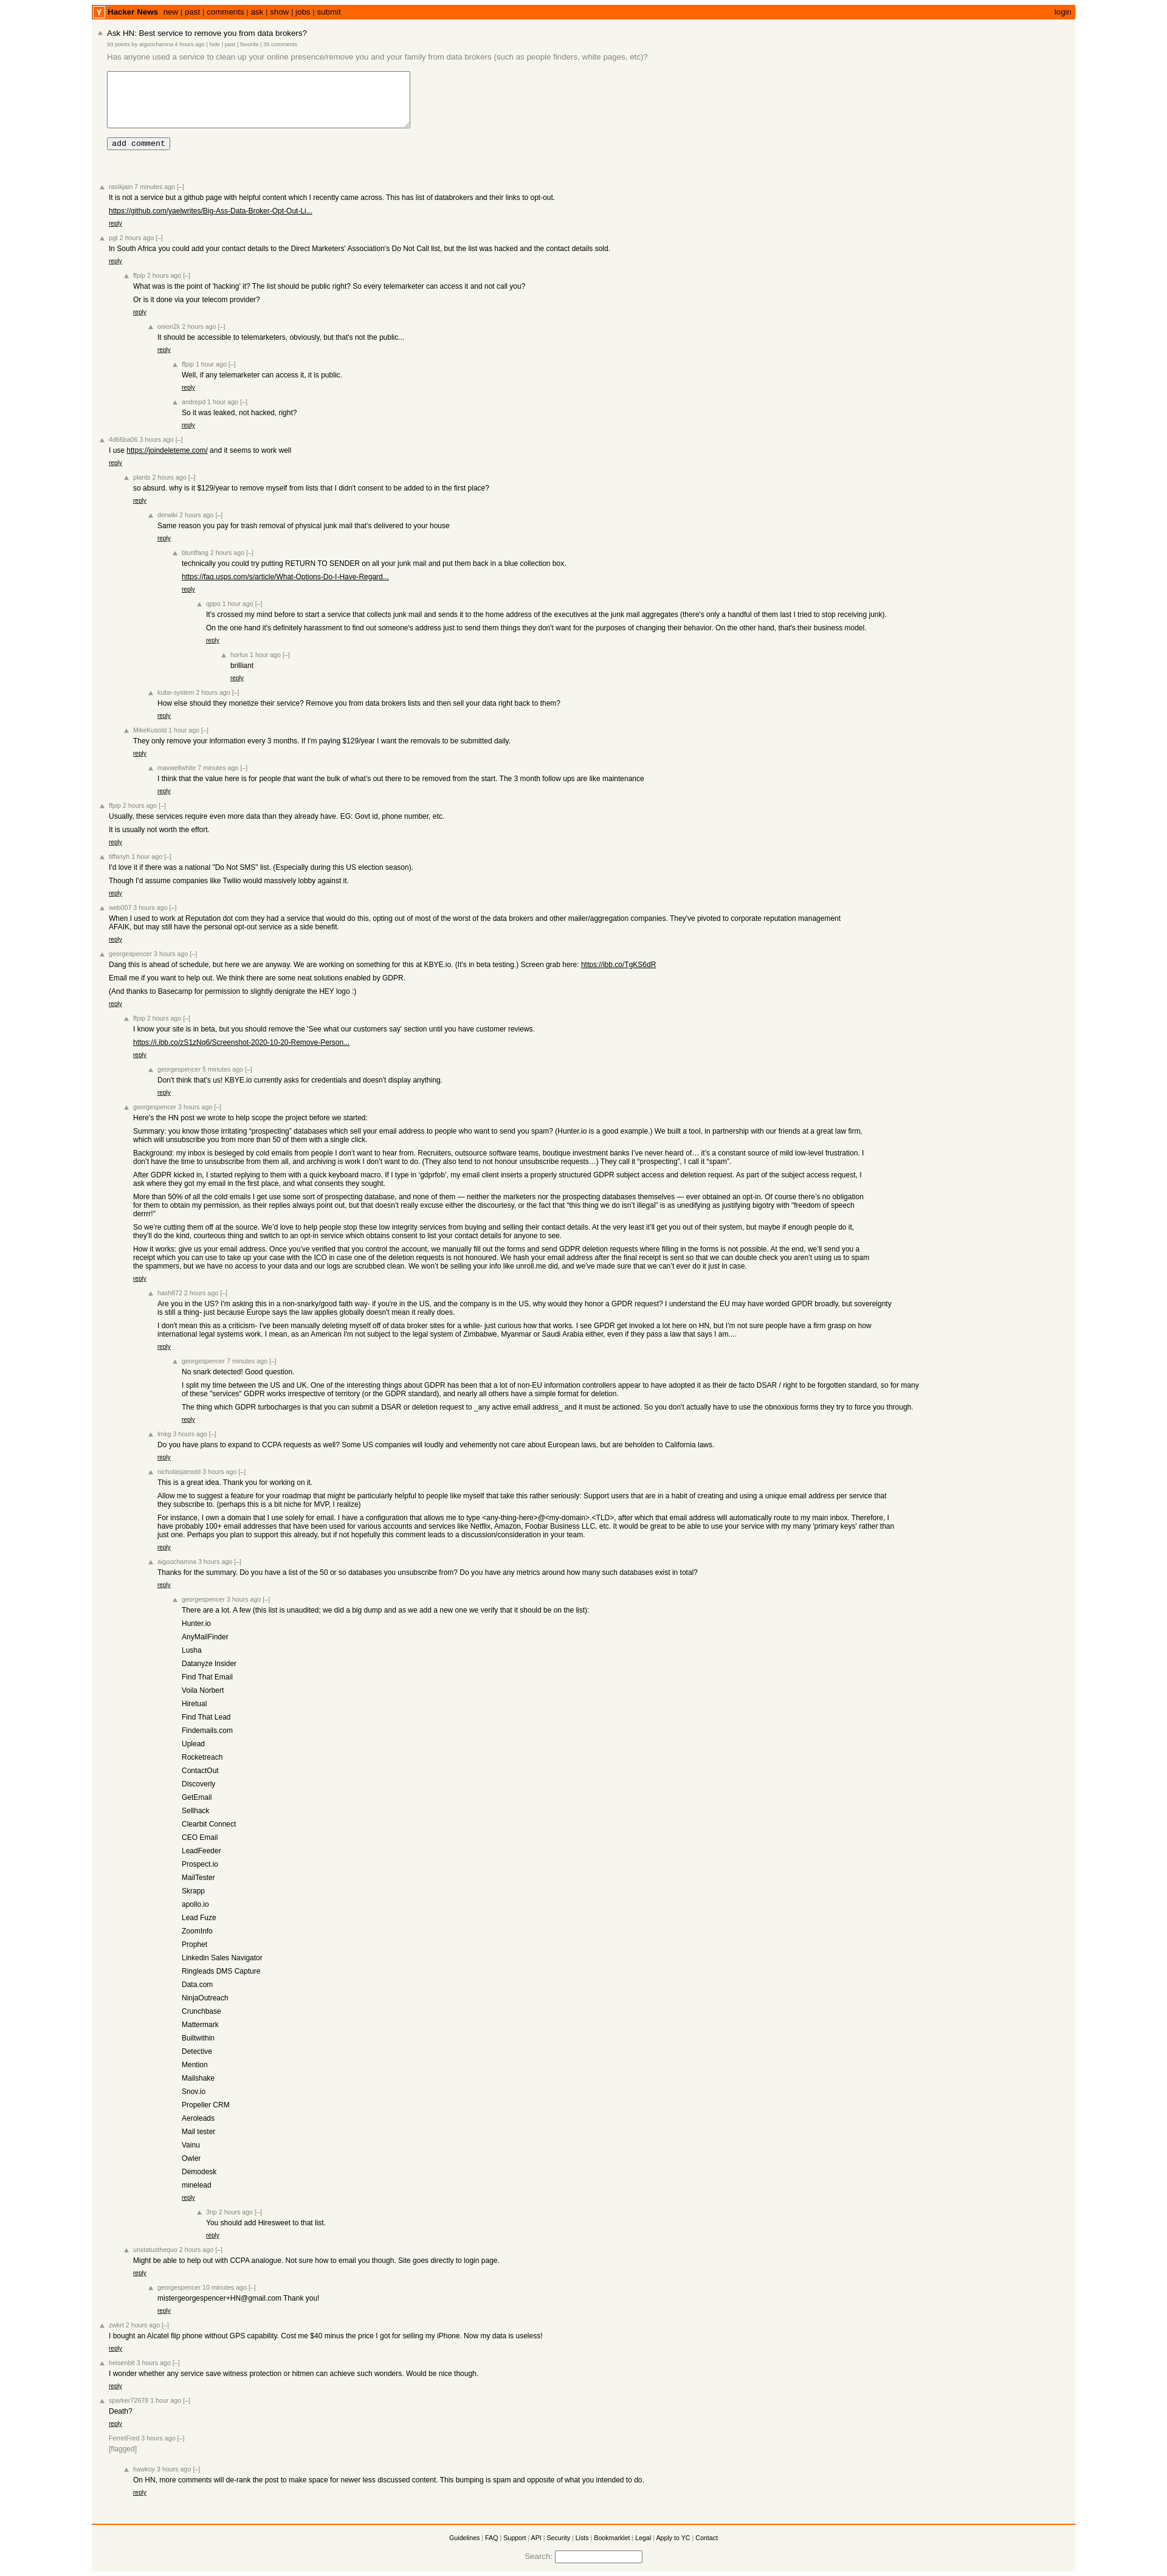 Y Hacker News new | past | comments | ask | show | jobs | submit login
Ask HN: Best service to remove you from data brokers?
93 points by aigoochamna 4 hours ago | hide | past | favorite | 35 comments
Has anyone used a service to clean up your online presence/remove you and your family from data brokers (such as people finders, white pages, etc)?
add comment
rasikjain 7 minutes ago [–]
It is not a service but a github page with helpful content which I recently came across. This has list of databrokers and their links to opt-out.
https://github.com/yaelwrites/Big-Ass-Data-Broker-Opt-Out-Li...
reply
pgt 2 hours ago [–]
In South Africa you could add your contact details to the Direct Marketers' Association's Do Not Call list, but the list was hacked and the contact details sold.
reply
ffpip 2 hours ago [–]
What was is the point of 'hacking' it? The list should be public right? So every telemarketer can access it and not call you?
Or is it done via your telecom provider?
reply
onion2k 2 hours ago [–]
It should be accessible to telemarketers, obviously, but that's not the public...
reply
ffpip 1 hour ago [–]
Well, if any telemarketer can access it, it is public.
reply
andrepd 1 hour ago [–]
So it was leaked, not hacked, right?
reply
4d66ba06 3 hours ago [–]
I use https://joindeleteme.com/ and it seems to work well
reply
plants 2 hours ago [–]
so absurd. why is it $129/year to remove myself from lists that I didn't consent to be added to in the first place?
reply
derwiki 2 hours ago [–]
Same reason you pay for trash removal of physical junk mail that's delivered to your house
reply
bluntfang 2 hours ago [–]
technically you could try putting RETURN TO SENDER on all your junk mail and put them back in a blue collection box.
https://faq.usps.com/s/article/What-Options-Do-I-Have-Regard...
reply
qppo 1 hour ago [–]
It's crossed my mind before to start a service that collects junk mail and sends it to the home address of the executives at the junk mail aggregates (there's only a handful of them last I tried to stop receiving junk).
On the one hand it's definitely harassment to find out someone's address just to send them things they don't want for the purposes of changing their behavior. On the other hand, that's their business model.
reply
horlux 1 hour ago [–]
brilliant
reply
kube-system 2 hours ago [–]
How else should they monetize their service? Remove you from data brokers lists and then sell your data right back to them?
reply
MikeKusold 1 hour ago [–]
They only remove your information every 3 months. If I'm paying $129/year I want the removals to be submitted daily.
reply
maxwellwhite 7 minutes ago [–]
I think that the value here is for people that want the bulk of what's out there to be removed from the start. The 3 month follow ups are like maintenance
reply
ffpip 2 hours ago [–]
Usually, these services require even more data than they already have. EG: Govt id, phone number, etc.
It is usually not worth the effort.
reply
tiffanyh 1 hour ago [–]
I'd love it if there was a national "Do Not SMS" list. (Especially during this US election season).
Though I'd assume companies like Twilio would massively lobby against it.
reply
web007 3 hours ago [–]
When I used to work at Reputation dot com they had a service that would do this, opting out of most of the worst of the data brokers and other mailer/aggregation companies. They've pivoted to corporate reputation management
AFAIK, but may still have the personal opt-out service as a side benefit.
reply
georgespencer 3 hours ago [–]
Dang this is ahead of schedule, but here we are anyway. We are working on something for this at KBYE.io. (It's in beta testing.) Screen grab here: https://ibb.co/TgKS6dR
Email me if you want to help out. We think there are some neat solutions enabled by GDPR.
(And thanks to Basecamp for permission to slightly denigrate the HEY logo :)
reply
ffpip 2 hours ago [–]
I know your site is in beta, but you should remove the 'See what our customers say' section until you have customer reviews.
https://i.ibb.co/zS1zNq6/Screenshot-2020-10-20-Remove-Person...
reply
georgespencer 5 minutes ago [–]
Don't think that's us! KBYE.io currently asks for credentials and doesn't display anything.
reply
georgespencer 3 hours ago [–]
Here's the HN post we wrote to help scope the project before we started:
Summary: you know those irritating “prospecting” databases which sell your email address to people who want to send you spam? (Hunter.io is a good example.) We built a tool, in partnership with our friends at a great law firm,
which will unsubscribe you from more than 50 of them with a single click.
Background: my inbox is besieged by cold emails from people I don’t want to hear from. Recruiters, outsource software teams, boutique investment banks I’ve never heard of… it’s a constant source of mild low-level frustration. I
don’t have the time to unsubscribe from them all, and archiving is work I don’t want to do. (They also tend to not honour unsubscribe requests…) They call it “prospecting”, I call it “spam”.
After GDPR kicked in, I started replying to them with a quick keyboard macro. If I type in ‘gdprfob’, my email client inserts a properly structured GDPR subject access and deletion request. As part of the subject access request, I
ask where they got my email in the first place, and what consents they sought.
More than 50% of all the cold emails I get use some sort of prospecting database, and none of them — neither the marketers nor the prospecting databases themselves — ever obtained an opt-in. Of course there’s no obligation
for them to obtain my permission, as their replies always point out, but that doesn’t really excuse either the discourtesy, or the fact that “this thing we do isn’t illegal” is as unedifying as justifying bigotry with "freedom of speech
derrrr!"
So we’re cutting them off at the source. We’d love to help people stop these low integrity services from buying and selling their contact details. At the very least it’ll get you out of their system, but maybe if enough people do it,
they’ll do the kind, courteous thing and switch to an opt-in service which obtains consent to list your contact details for anyone to see.
How it works: give us your email address. Once you’ve verified that you control the account, we manually fill out the forms and send GDPR deletion requests where filling in the forms is not possible. At the end, we’ll send you a
receipt which you can use to take up your case with the ICO in case one of the deletion requests is not honoured. We hash your email address after the final receipt is sent so that we can double check you aren’t using us to spam
the spammers, but we have no access to your data and our logs are scrubbed clean. We won’t be selling your info like unroll.me did, and we’ve made sure that we can’t ever do it just in case.
reply
hash872 2 hours ago [–]
Are you in the US? I'm asking this in a non-snarky/good faith way- if you're in the US, and the company is in the US, why would they honor a GDPR request? I understand the EU may have worded GDPR broadly, but sovereignty
is still a thing- just because Europe says the law applies globally doesn't mean it really does.
I don't mean this as a criticism- I've been manually deleting myself off of data broker sites for a while- just curious how that works. I see GDPR get invoked a lot here on HN, but I'm not sure people have a firm grasp on how
international legal systems work. I mean, as an American I'm not subject to the legal system of Zimbabwe, Myanmar or Saudi Arabia either, even if they pass a law that says I am....
reply
georgespencer 7 minutes ago [–]
No snark detected! Good question.
I split my time between the US and UK. One of the interesting things about GDPR has been that a lot of non-EU information controllers appear to have adopted it as their de facto DSAR / right to be forgotten standard, so for many
of these "services" GDPR works irrespective of territory (or the GDPR standard), and nearly all others have a simple format for deletion.
The thing which GDPR turbocharges is that you can submit a DSAR or deletion request to _any active email address_ and it must be actioned. So you don't actually have to use the obnoxious forms they try to force you through.
reply
lmkg 3 hours ago [–]
Do you have plans to expand to CCPA requests as well? Some US companies will loudly and vehemently not care about European laws, but are beholden to California laws.
reply
nicholasjarnold 3 hours ago [–]
This is a great idea. Thank you for working on it.
Allow me to suggest a feature for your roadmap that might be particularly helpful to people like myself that take this rather seriously: Support users that are in a habit of creating and using a unique email address per service that
they subscribe to. (perhaps this is a bit niche for MVP, I realize)
For instance, I own a domain that I use solely for email. I have a configuration that allows me to type <any-thing-here>@<my-domain>.<TLD>, after which that email address will automatically route to my main inbox. Therefore, I
have probably 100+ email addresses that have been used for various accounts and services like Netflix, Amazon, Foobar Business LLC, etc. It would be great to be able to use your service with my many 'primary keys' rather than
just one. Perhaps you plan to support this already, but if not hopefully this comment leads to a discussion/consideration in your team.
reply
aigoochamna 3 hours ago [–]
Thanks for the summary. Do you have a list of the 50 or so databases you unsubscribe from? Do you have any metrics around how many such databases exist in total?
reply
georgespencer 3 hours ago [–]
There are a lot. A few (this list is unaudited; we did a big dump and as we add a new one we verify that it should be on the list):
Hunter.io
AnyMailFinder
Lusha
Datanyze Insider
Find That Email
Voila Norbert
Hiretual
Find That Lead
Findemails.com
Uplead
Rocketreach
ContactOut
Discoverly
GetEmail
Sellhack
Clearbit Connect
CEO Email
LeadFeeder
Prospect.io
MailTester
Skrapp
apollo.io
Lead Fuze
ZoomInfo
Prophet
Linkedin Sales Navigator
Ringleads DMS Capture
Data.com
NinjaOutreach
Crunchbase
Mattermark
Builtwithin
Detective
Mention
Mailshake
Snov.io
Propeller CRM
Aeroleads
Mail tester
Vainu
Owler
Demodesk
minelead
reply
3np 2 hours ago [–]
You should add Hiresweet to that list.
reply
unstatusthequo 2 hours ago [–]
Might be able to help out with CCPA analogue. Not sure how to email you though. Site goes directly to login page.
reply
georgespencer 10 minutes ago [–]
mistergeorgespencer+HN@gmail.com Thank you!
reply
zwkrt 2 hours ago [–]
I bought an Alcatel flip phone without GPS capability. Cost me $40 minus the price I got for selling my iPhone. Now my data is useless!
reply
heisenbit 3 hours ago [–]
I wonder whether any service save witness protection or hitmen can achieve such wonders. Would be nice though.
reply
sparker72678 1 hour ago [–]
Death?
reply
FerretFred 3 hours ago [–]
[flagged]
hawkoy 3 hours ago [–]
On HN, more comments will de-rank the post to make space for newer less discussed content. This bumping is spam and opposite of what you intended to do.
reply
Guidelines | FAQ | Support | API | Security | Lists | Bookmarklet | Legal | Apply to YC | Contact
Search: